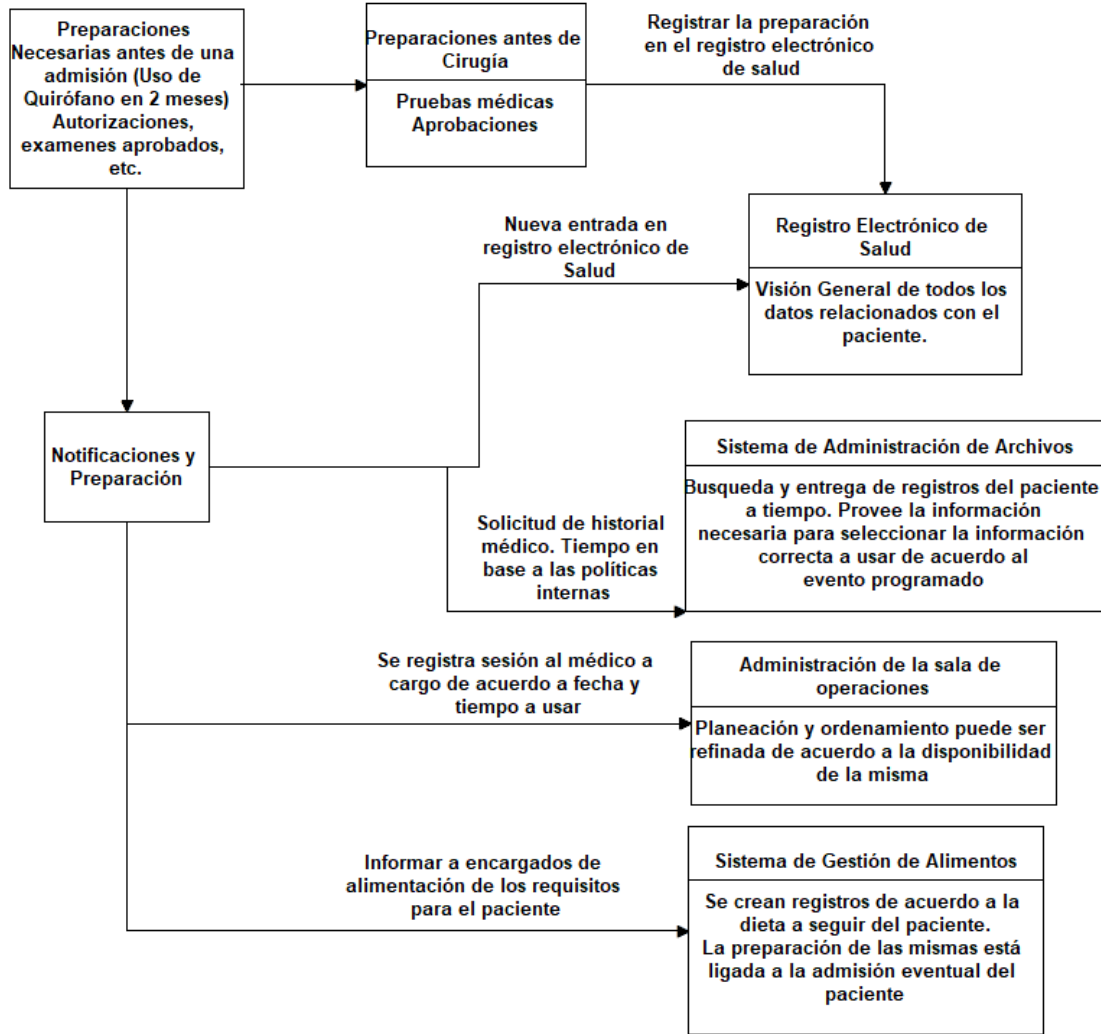 Preparaciones
Necesarias antes de una
admisión (Uso de
Quirófano en 2 meses)
Autorizaciones,
examenes aprobados,
etc.
Preparaciones antes de
Cirugía
Pruebas médicas
Aprobaciones
Registrar la preparación
en el registro electrónico
de salud
Nueva entrada en
registro electrónico de
Salud
Registro Electrónico de
Salud
Visión General de todos los
datos relacionados con el
paciente.
Notificaciones y
Preparación
Solicitud de historial
médico. Tiempo en
base a las políticas
internas
Sistema de Administración de Archivos
Busqueda y entrega de registros del paciente
a tiempo. Provee la información
necesaria para seleccionar la información
correcta a usar de acuerdo al
evento programado
Se registra sesión al médico a
cargo de acuerdo a fecha y
tiempo a usar
Administración de la sala de
operaciones
Planeación y ordenamiento puede ser
refinada de acuerdo a la disponibilidad
de la misma
Informar a encargados de
alimentación de los requisitos
para el paciente
Sistema de Gestión de Alimentos
Se crean registros de acuerdo a la
dieta a seguir del paciente.
La preparación de las mismas está
ligada a la admisión eventual del
paciente